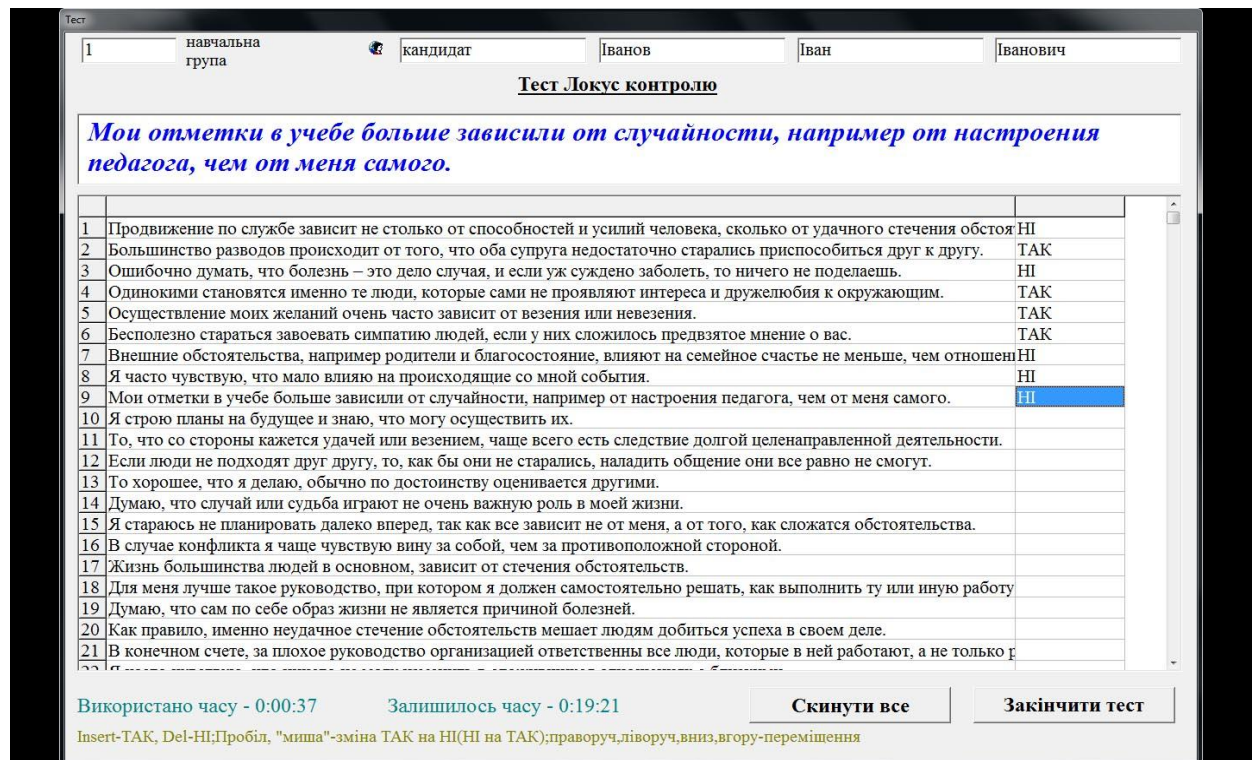 Тест
1 навчальна група кандидат Іванов Іван Іванович
Тест Локус контролю
Мои отметки в учебе больше зависили от случайности, например от настроения
педагога, чем от меня самого.
1 Продвижение по службе зависит не столько от способностей и усилий человека, сколько от удачного стечения обстоя НІ
2 Большинство разводов происходит от того, что оба супруга недостаточно старались приспособиться друг к другу. ТАК
3 Ошибочно думать, что болезнь – это дело случая, и если уж суждено заболеть, то ничего не поделаешь. НІ
4 Одинокими становятся именно те люди, которые сами не проявляют интереса и дружелюбия к окружающим. ТАК
5 Осуществление моих желаний очень часто зависит от везения или невезения. ТАК
6 Бесполезно стараться завоевать симпатию людей, если у них сложилось предвзятое мнение о вас. ТАК
7 Внешние обстоятельства, например родители и благосостояние, влияют на семейное счастье не меньше, чем отношен НІ
8 Я часто чувствую, что мало влияю на происходящие со мной события. НІ
9 Мои отметки в учебе больше зависили от случайности, например от настроения педагога, чем от меня самого. НІ
10 Я строю планы на будущее и знаю, что могу осуществить их.
11 То, что со стороны кажется удачей или везением, чаще всего есть следствие долгой целенаправленной деятельности.
12 Если люди не подходят друг другу, то, как бы они не старались, наладить общение они все равно не смогут.
13 То хорошее, что я делаю, обычно по достоинству оценивается другими.
14 Думаю, что случай или судьба играют не очень важную роль в моей жизни.
15 Я стараюсь не планировать далеко вперед, так как все зависит не от меня, а от того, как сложатся обстоятельства.
16 В случае конфликта я чаще чувствую вину за собой, чем за противоположной стороной.
17 Жизнь большинства людей в основном, зависит от стечения обстоятельств.
18 Для меня лучше такое руководство, при котором я должен самостоятельно решать, как выполнить ту или иную работу
19 Думаю, что сам по себе образ жизни не является причиной болезней.
20 Как правило, именно неудачное стечение обстоятельств мешает людям добиться успеха в своем деле.
21 В конечном счете, за плохое руководство организацией ответственны все люди, которые в ней работают, а не только р
Використано часу - 0:00:37 Залишилось часу - 0:19:21 Скинути все Закінчити тест
Insert-ТАК, Del-НІ;Пробіл, "миша"-зміна ТАК на НІ(НІ на ТАК);праворуч,ліворуч,вниз,вгору-переміщення